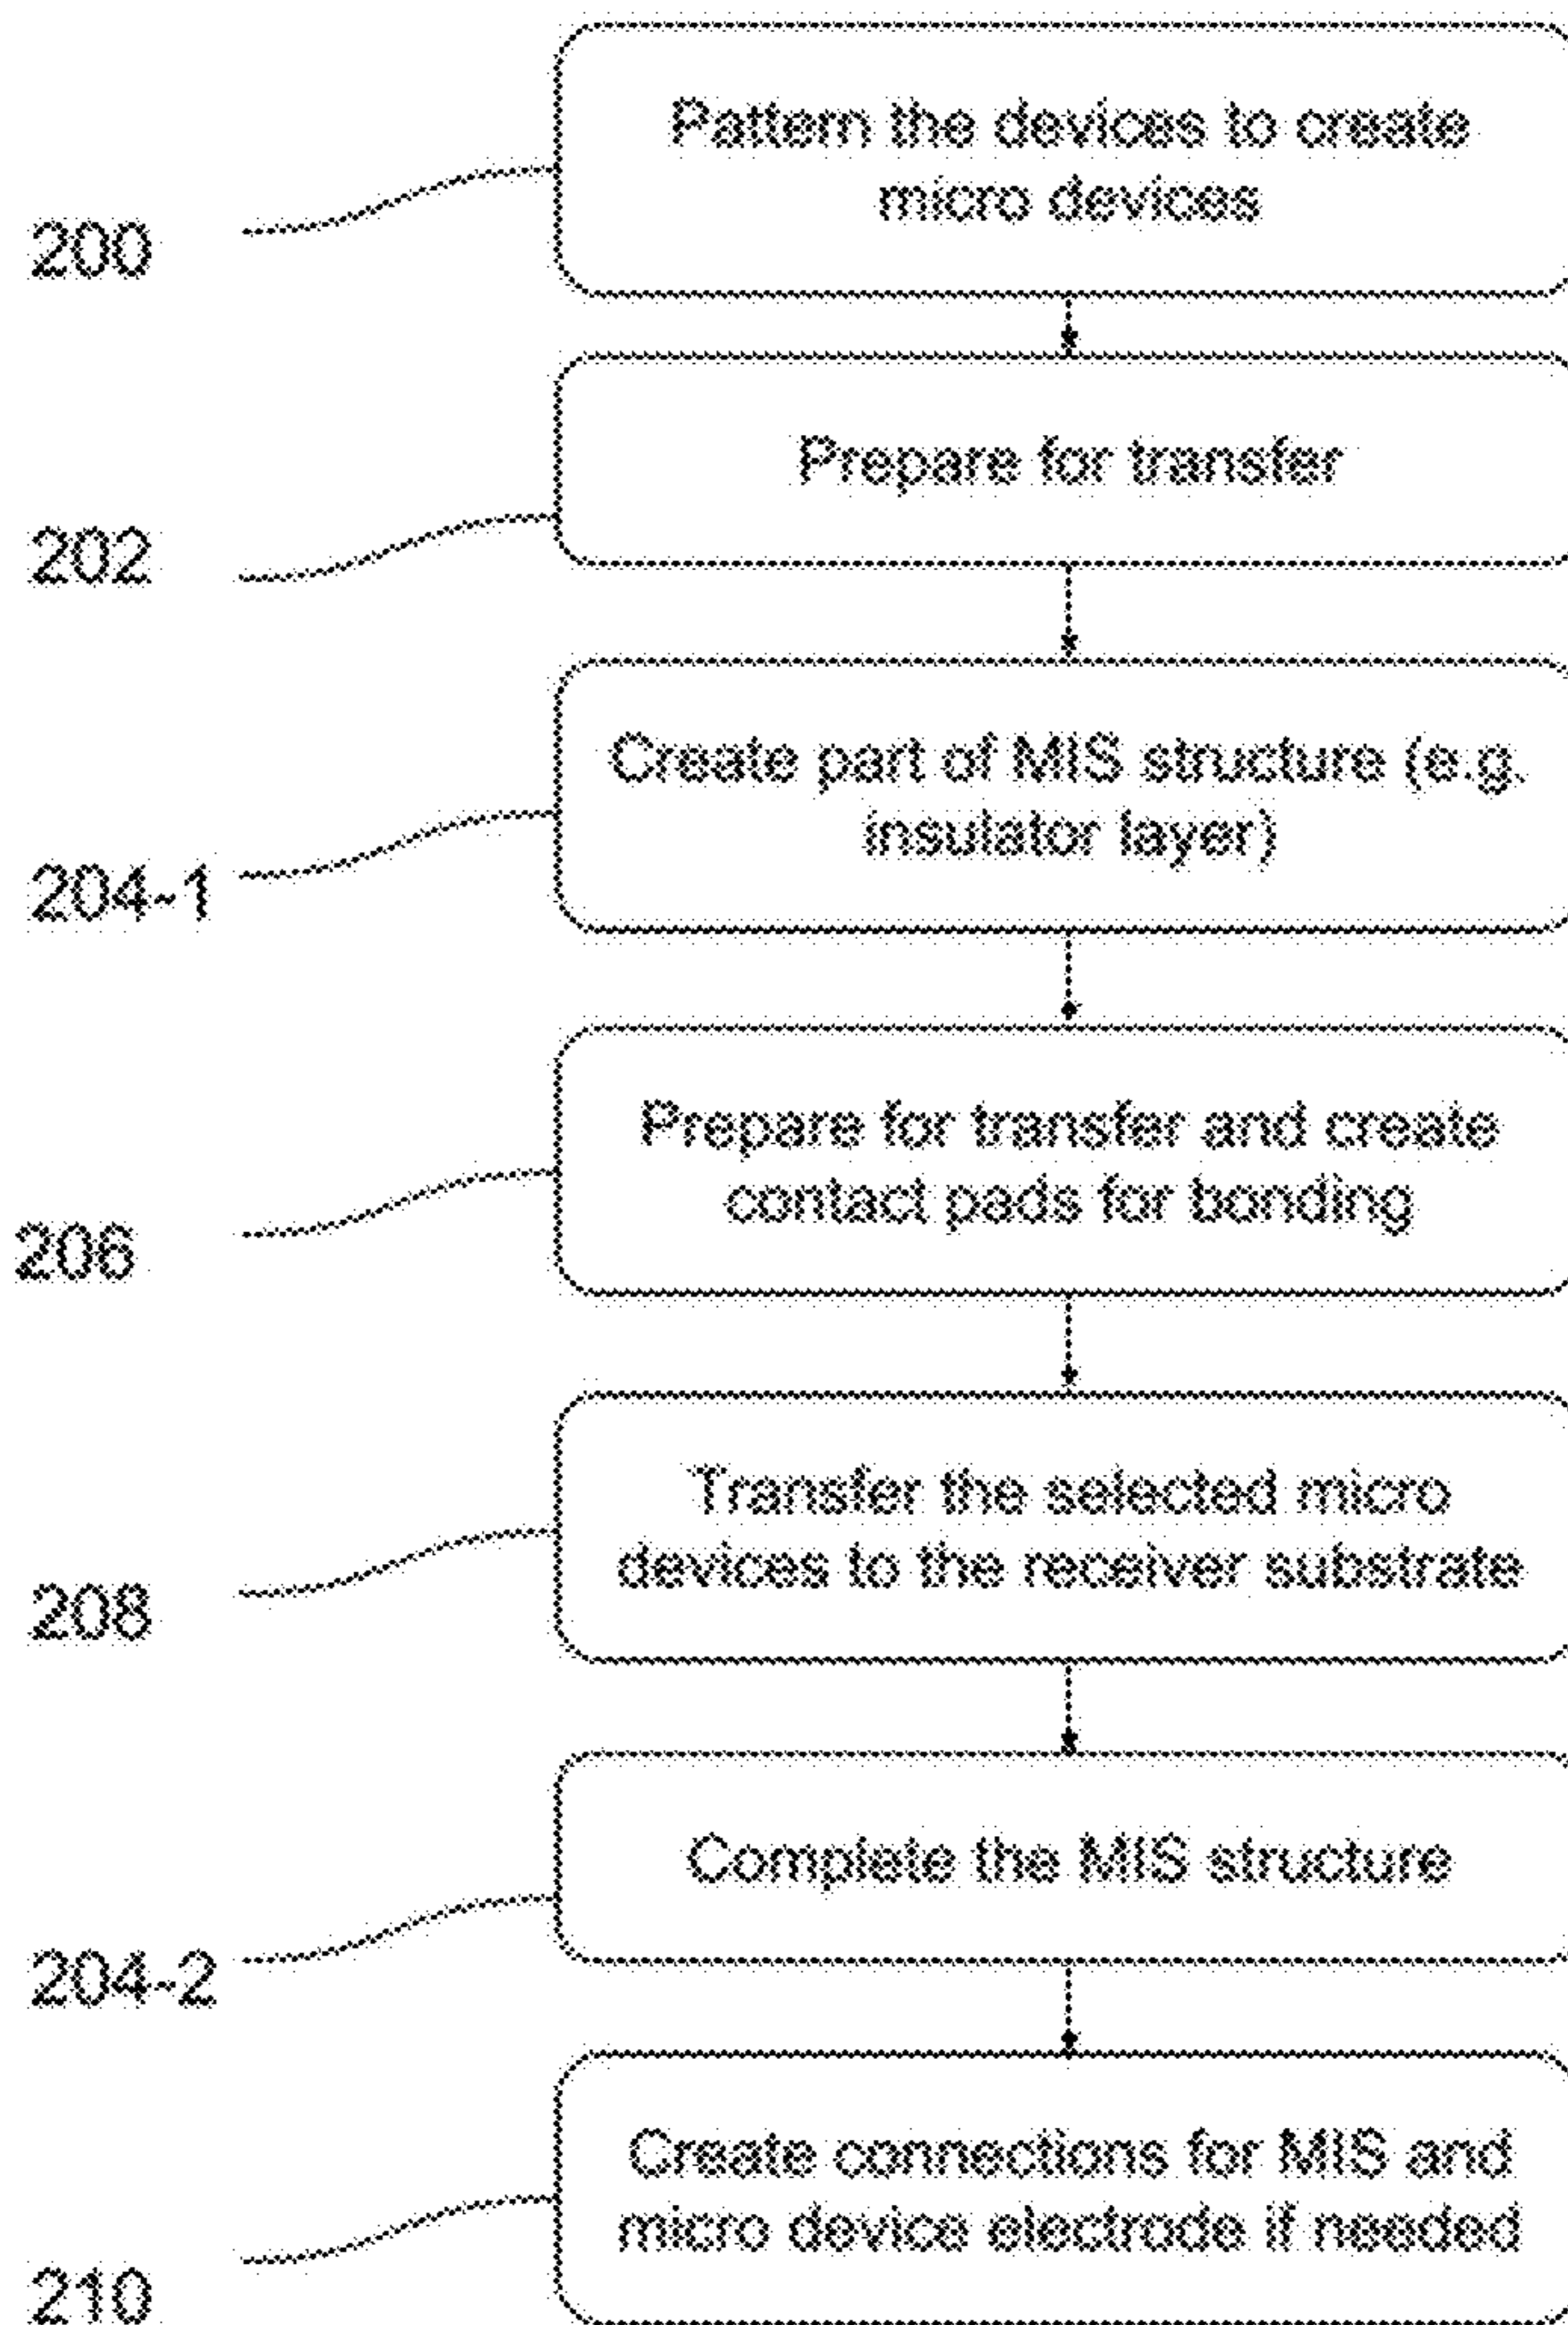 Pattern the devices to create
micro devices
200
Prepare for transfer
202
Create part of MIS structure (e.g.
insulator layer)
204-1
Prepare for transfer and create
contact pads for bonding
206
Transfer the selected micro
devices to the receiver substrate
208
Complete the MIS structure
204-2
Create connections for MIS and
micro device electrode if needed
210